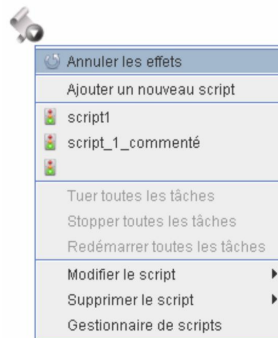 Annuler les effets
Ajouter un nouveau script
script1
script_1_commenté
Tuer toutes les tâches
Stopper toutes les tâches
Redémarrer toutes les tâches
Modifier le script
Supprimer le script
Gestionnaire de scripts